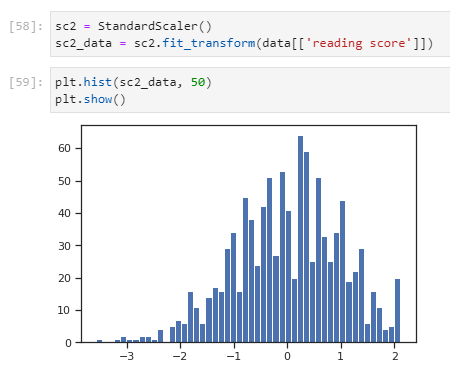 [58]: sc2 = StandardScaler()
sc2_data = sc2.fit_transform(data[['reading score']])
[59]: plt.hist(sc2_data, 50)
plt.show()
60
50
40
30
20
10
0
−3 −2 −1 0 1 2